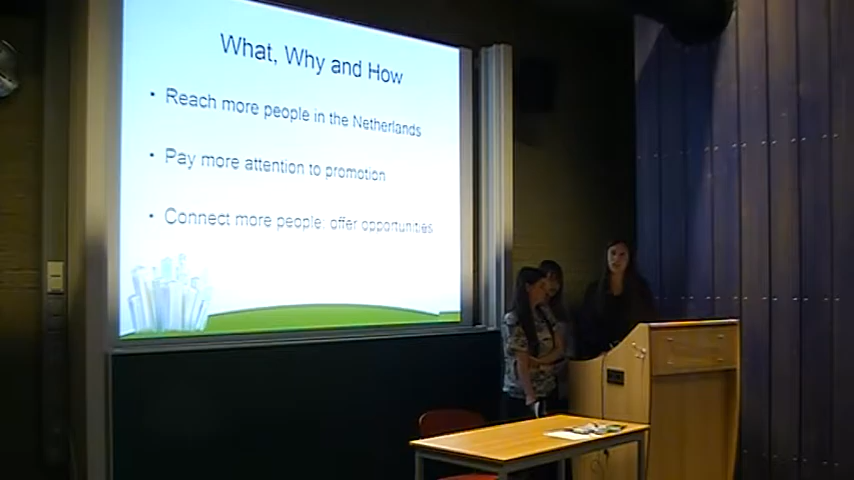 What, Why and How
• Reach more people in the Netherlands
• Pay more attention to promotion
• Connect more people: offer opportunities